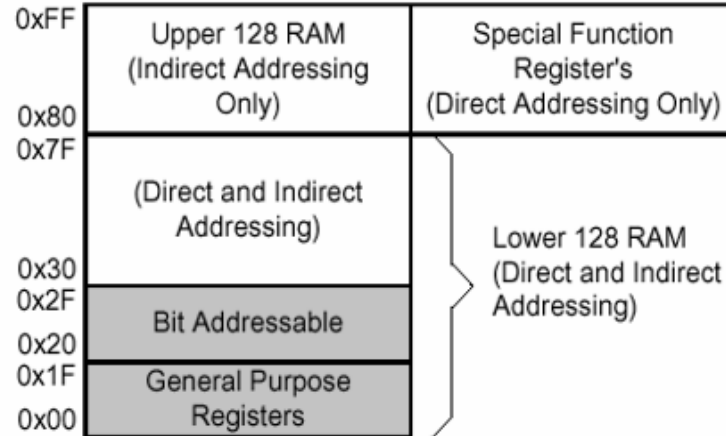 0xFF
Upper 128 RAM
(Indirect Addressing
Only)
Special Function
Register's
(Direct Addressing Only)
0x80
0x7F
(Direct and Indirect
Addressing)
0x30
0x2F
Bit Addressable
0x20
0x1F
General Purpose
Registers
0x00
Lower 128 RAM
(Direct and Indirect
Addressing)